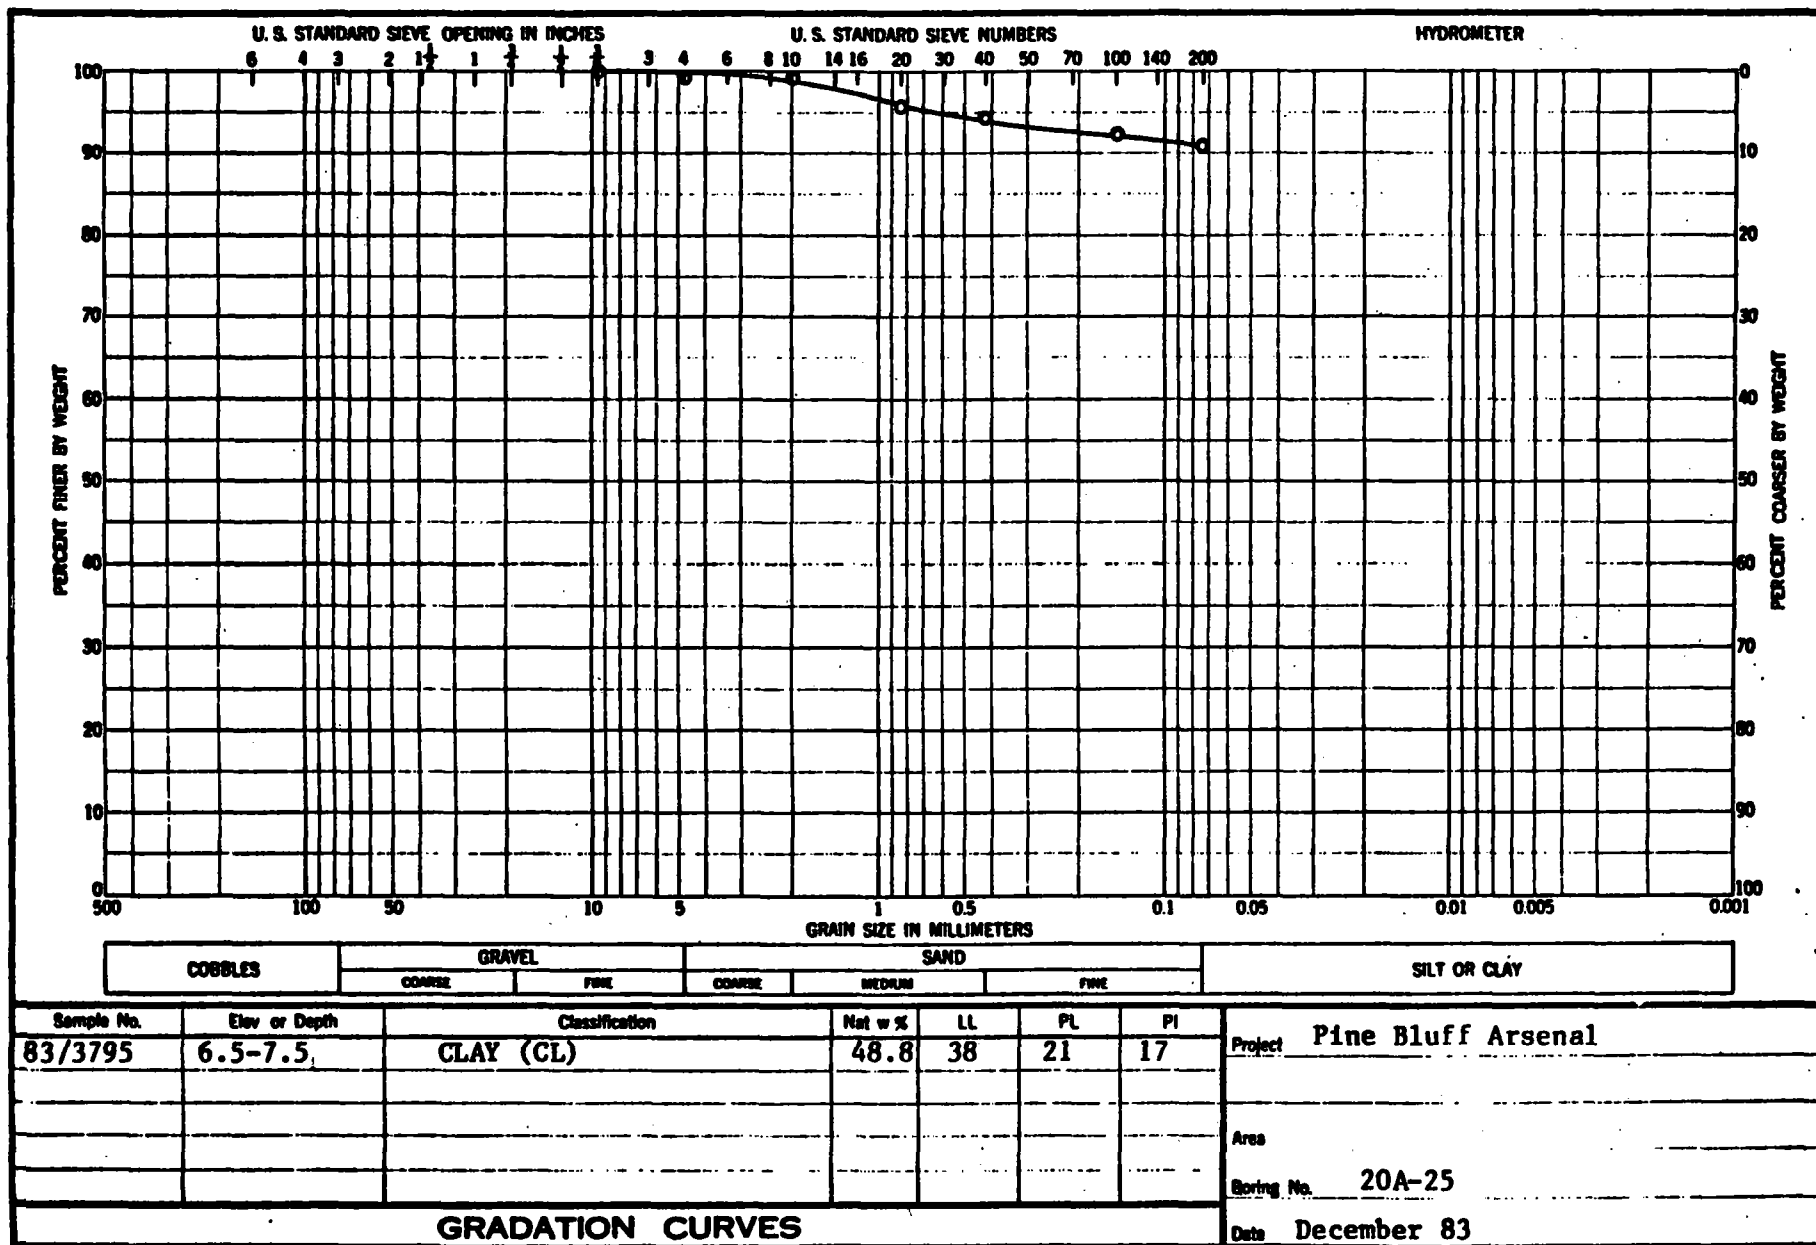 U. S. STANDARD SIEVE OPENING IN INCHES U. S. STANDARD SIEVE NUMBERS HYDROMETER
6 4 3 2 1½ 1 ¾ ½ ⅜ 3 4 6 8 10 14 16 20 30 40 50 70 100 140 200
100 0
90 10
80 20
70 30
60 40
50 50
40 60
30 70
20 80
10 90
0 100
PERCENT FINER BY WEIGHT
PERCENT COARSER BY WEIGHT
500 100 50 10 5 1 0.5 0.1 0.05 0.01 0.005 0.001
GRAIN SIZE IN MILLIMETERS
COBBLES GRAVEL SAND SILT OR CLAY
COARSE FINE COARSE MEDIUM FINE
Sample No. Elev or Depth Classification Nat w % LL PL PI
83/3795 6.5-7.5 CLAY (CL) 48.8 38 21 17
Project Pine Bluff Arsenal
Area
Boring No. 20A-25
GRADATION CURVES
Date December 83